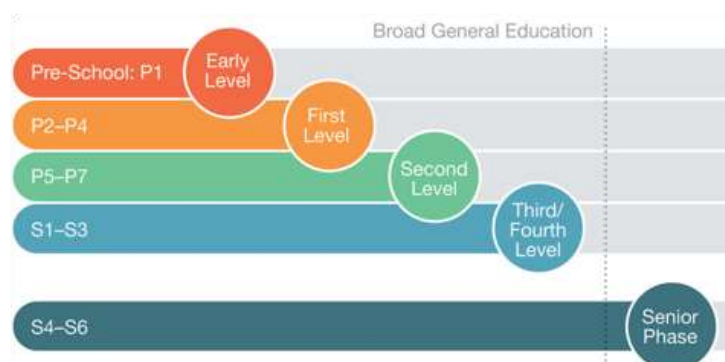 Broad General Education
Pre-School: P1
Early
Level
P2–P4
First
Level
P5–P7
Second
Level
S1–S3
Third/
Fourth
Level
S4–S6
Senior
Phase